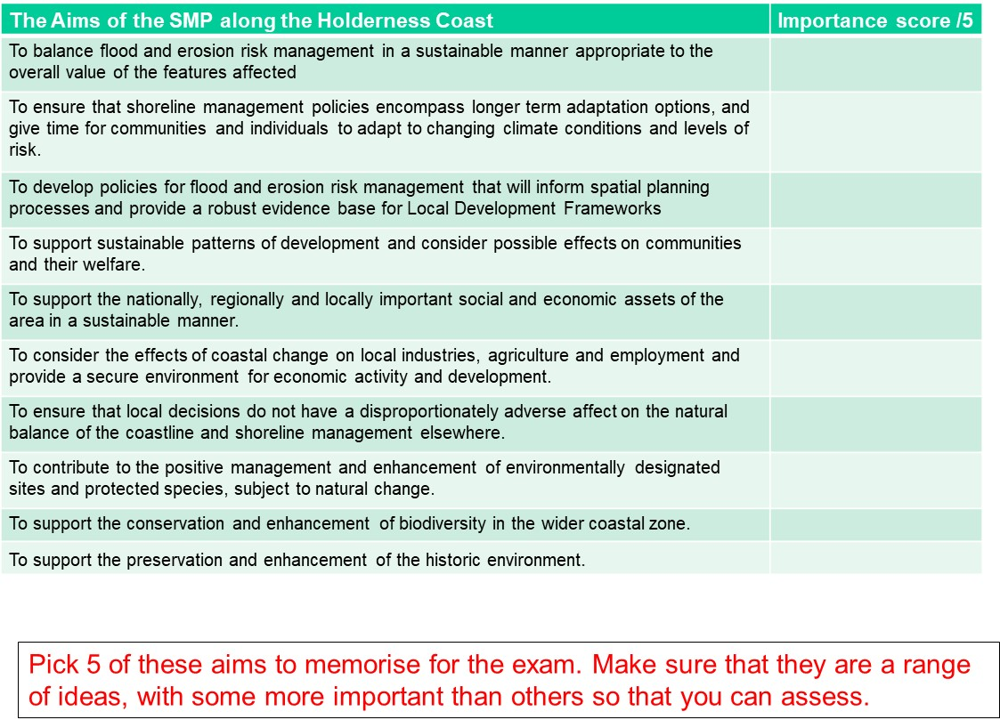 The Aims of the SMP along the Holderness Coast
Importance score /5
To balance flood and erosion risk management in a sustainable manner appropriate to the
overall value of the features affected
To ensure that shoreline management policies encompass longer term adaptation options, and
give time for communities and individuals to adapt to changing climate conditions and levels of
risk.
To develop policies for flood and erosion risk management that will inform spatial planning
processes and provide a robust evidence base for Local Development Frameworks
To support sustainable patterns of development and consider possible effects on communities
and their welfare.
To support the nationally, regionally and locally important social and economic assets of the
area in a sustainable manner.
To consider the effects of coastal change on local industries, agriculture and employment and
provide a secure environment for economic activity and development.
To ensure that local decisions do not have a disproportionately adverse affect on the natural
balance of the coastline and shoreline management elsewhere.
To contribute to the positive management and enhancement of environmentally designated
sites and protected species, subject to natural change.
To support the conservation and enhancement of biodiversity in the wider coastal zone.
To support the preservation and enhancement of the historic environment.
Pick 5 of these aims to memorise for the exam. Make sure that they are a range
of ideas, with some more important than others so that you can assess.